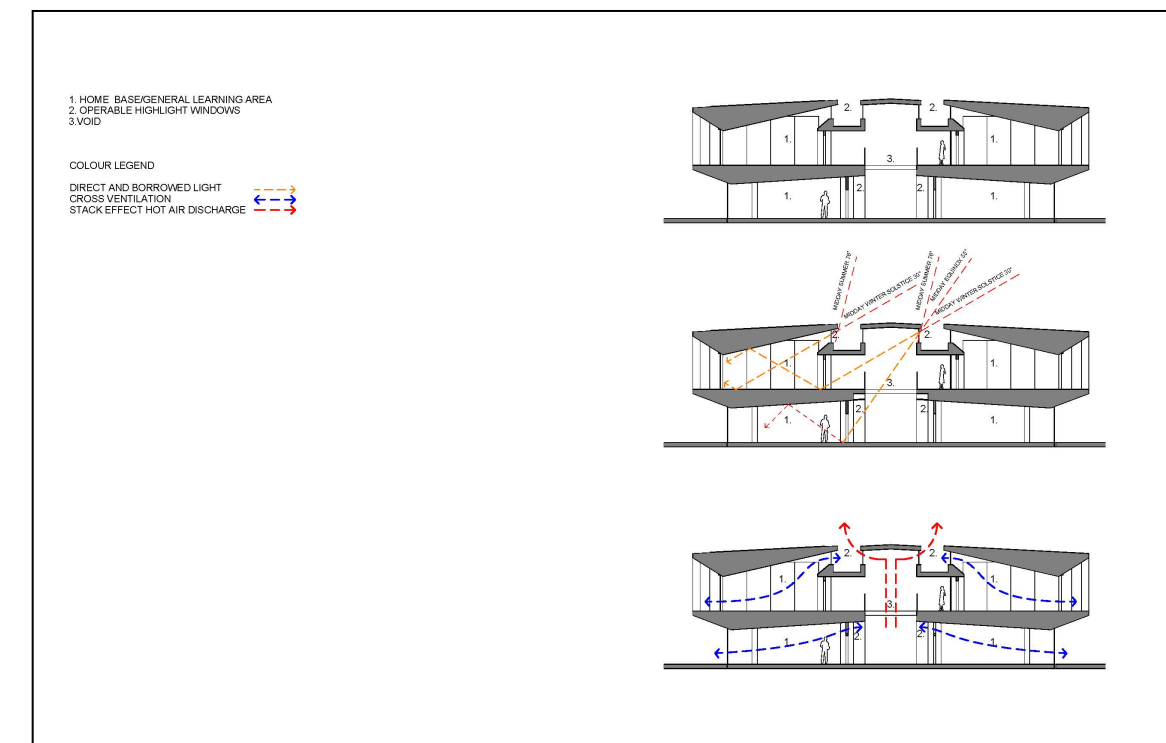 1. HOME BASE/GENERAL LEARNING AREA
2. OPERABLE HIGHLIGHT WINDOWS
3.VOID
COLOUR LEGEND
DIRECT AND BORROWED LIGHT
CROSS VENTILATION
STACK EFFECT HOT AIR DISCHARGE
2. 2.
1. 1.
3.
2. 2.
1. 1.
MIDDAY SUMMER 76°
MIDDAY WINTER SOLSTICE 30°
MIDDAY SUMMER 76°
MIDDAY EQUINOX 55°
MIDDAY WINTER SOLSTICE 30°
2. 2.
1. 1.
3.
2. 2.
1. 1.
2. 2.
1. 1.
3.
2. 2.
1. 1.